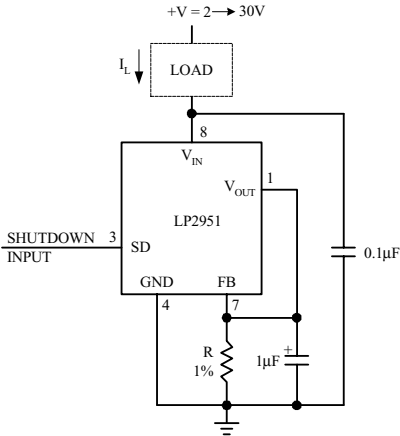 +V = 2→30V
I_L
LOAD
8
V_IN
1
V_OUT
LP2951
SHUTDOWN
INPUT
3
SD
0.1µF
GND
FB
4
7
R
1%
1µF
+